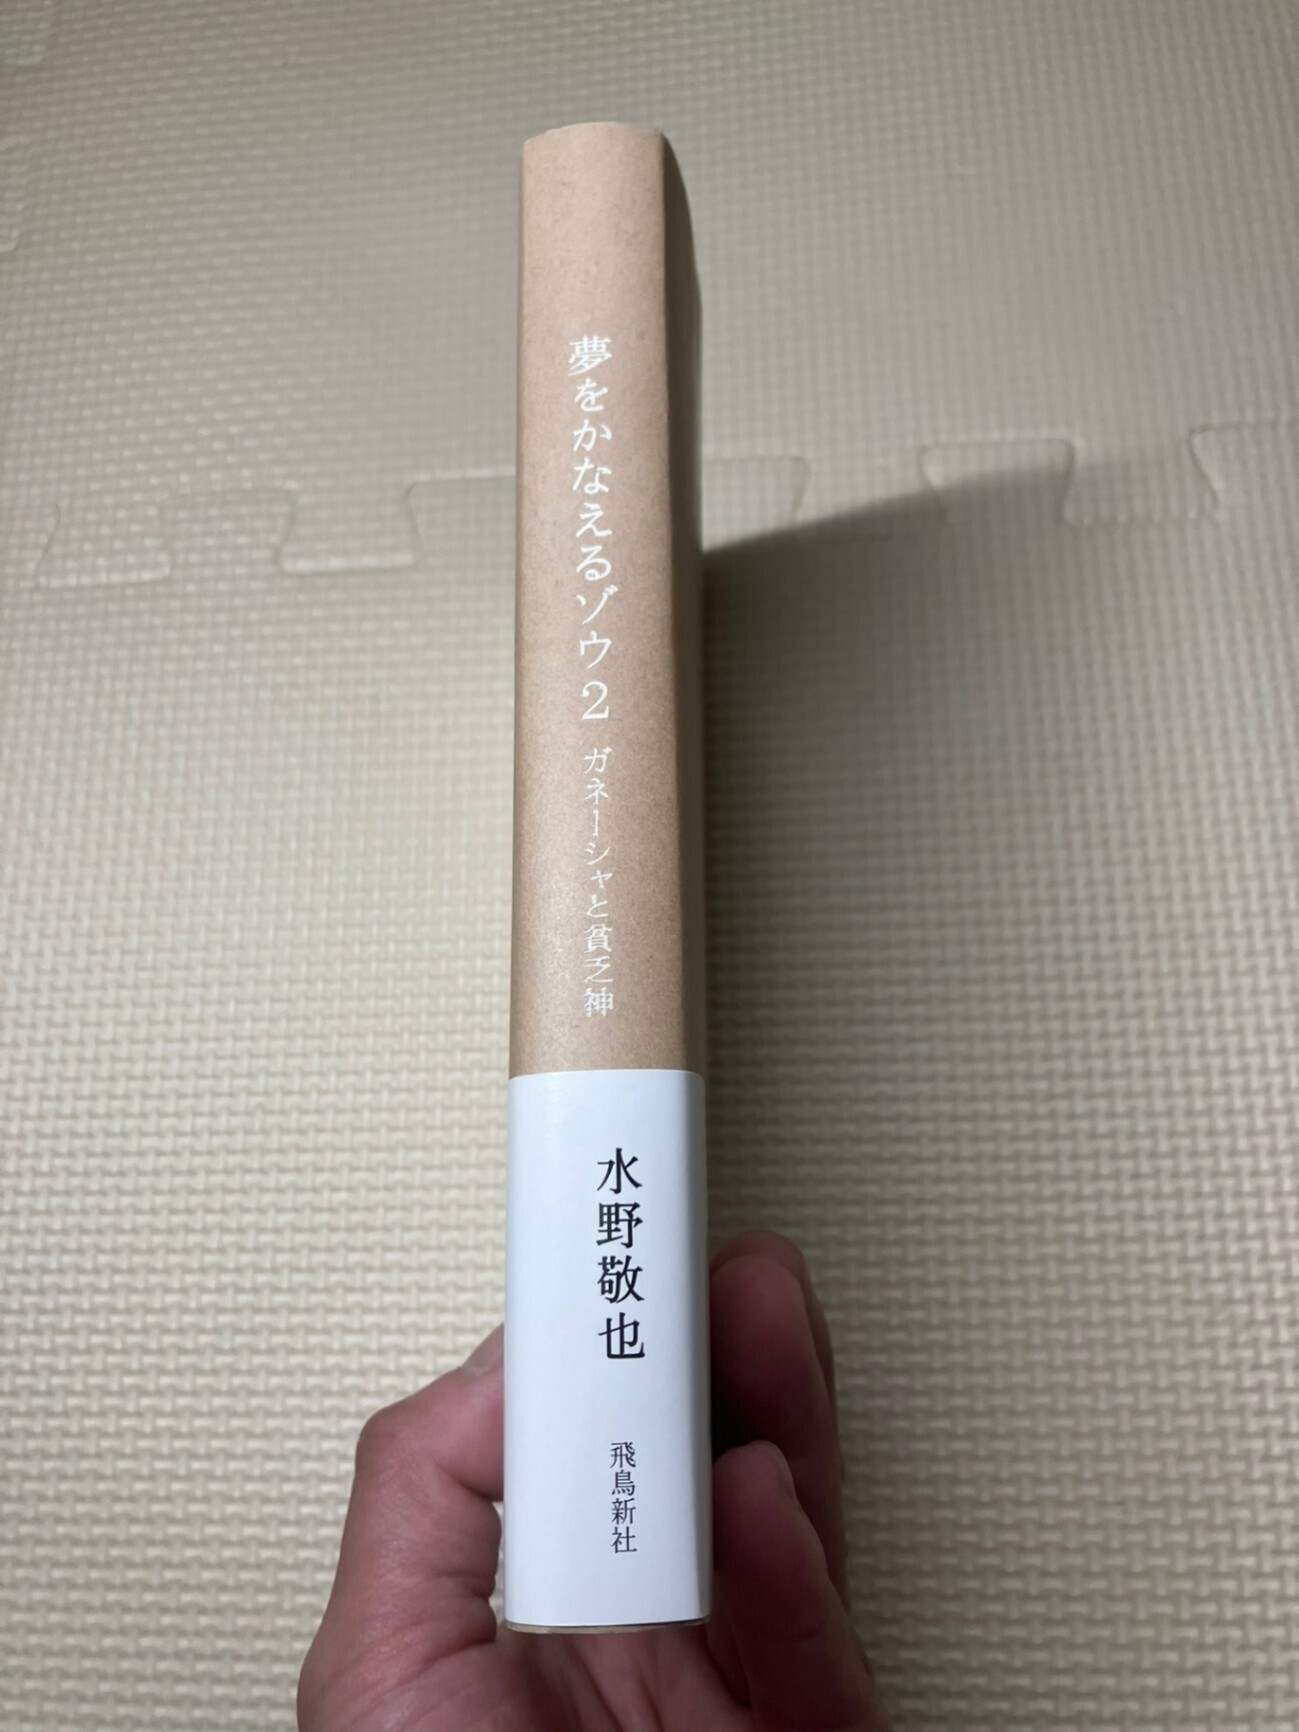 夢をかなえるゾウ2
ガネーシャと貧乏神
水野敬也
飛鳥新社